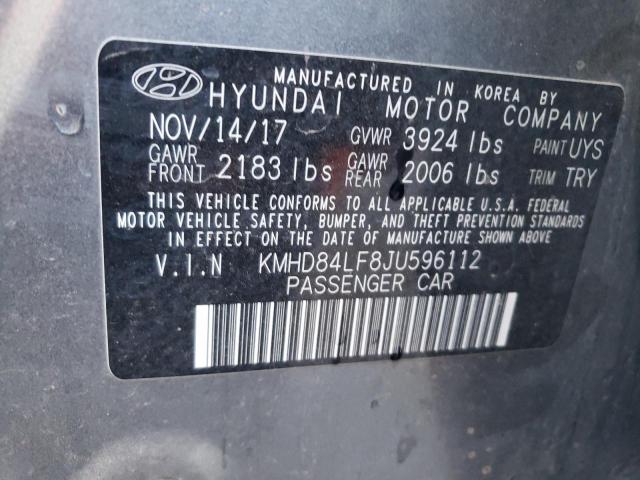 MANUFACTURED IN KOREA BY
HYUNDAI MOTOR COMPANY
NOV/14/17 GVWR 3924 lbs PAINT UYS
GAWR FRONT 2183 lbs GAWR REAR 2006 lbs TRIM TRY
THIS VEHICLE CONFORMS TO ALL APPLICABLE U.S.A. FEDERAL
MOTOR VEHICLE SAFETY, BUMPER, AND THEFT PREVENTION STANDARDS
IN EFFECT ON THE DATE OF MANUFACTURE SHOWN ABOVE
V.I.N KMHD84LF8JU596112
PASSENGER CAR